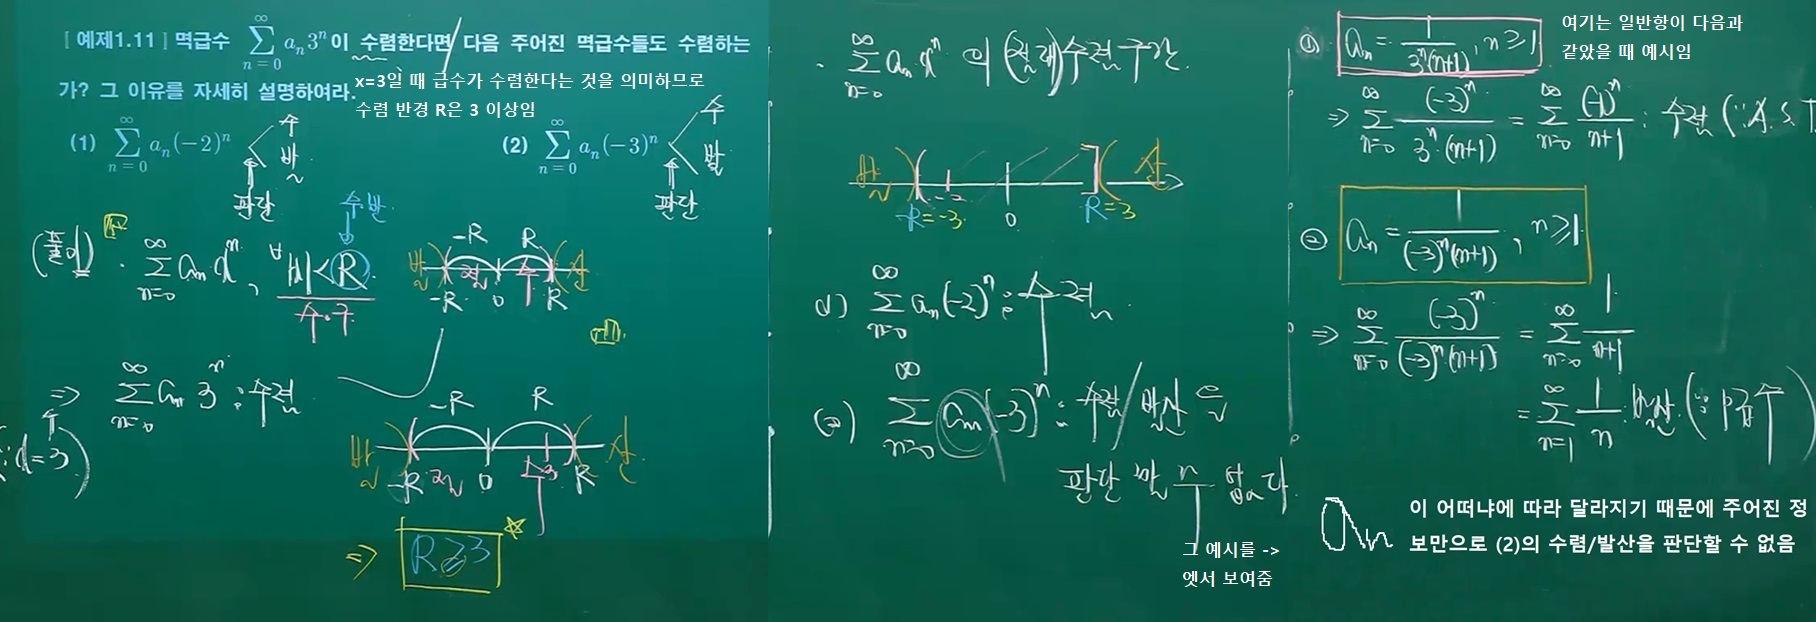 [예제1.11] 멱급수 $\sum_{n=0}^{\infty} a_n 3^n$이 수렴한다면 다음 주어진 멱급수들도 수렴하는
가? 그 이유를 자세히 설명하여라.
x=3일 때 급수가 수렴한다는 것을 의미하므로
수렴 반경 R은 3 이상임
(1) $\sum_{n=0}^{\infty} a_n(-2)^n$ 수 발
판단
(2) $\sum_{n=0}^{\infty} a_n(-3)^n$ 수 발
판단
수반
(풀이) · $\sum_{n=0}^{\infty} a_n x^n$, ∀|x|<R
수.구
-R R
발 수 산
-R 0 R
⇒ $\sum_{n=0}^{\infty} a_n 3^n$ : 수렴
(∵x=3)
-R R
발 수 산
-R 0 3 R
⇒ R≥3
· $\sum_{n=0}^{\infty} a_n x^n$ 의 (절대)수렴구간.
발 -2 산
R=-3 0 R=3
(1) $\sum_{n=0}^{\infty} a_n(-2)^n$ : 수렴.
(2) $\sum_{n=0}^{\infty} a_n(-3)^n$ : 수렴/발산은
판단할 수 없다.
그 예시를 ->
옛서 보여줌
① $a_n = \frac{1}{3^n(n+1)}, n≥1$
여기는 일반항이 다음과
같았을 때 예시임
⇒ $\sum_{n=0}^{\infty} \frac{(-3)^n}{3^n \cdot (n+1)} = \sum_{n=0}^{\infty} \frac{(-1)^n}{n+1}$ : 수렴 (∵A.S.T
② $a_n = \frac{1}{(-3)^n(n+1)}, n≥1$
⇒ $\sum_{n=0}^{\infty} \frac{(-3)^n}{(-3)^n \cdot (n+1)} = \sum_{n=0}^{\infty} \frac{1}{n+1}$
$= \sum_{n=1}^{\infty} \frac{1}{n}$ : 발산. (∵ p급수)
an 이 어떠냐에 따라 달라지기 때문에 주어진 정
보만으로 (2)의 수렴/발산을 판단할 수 없음